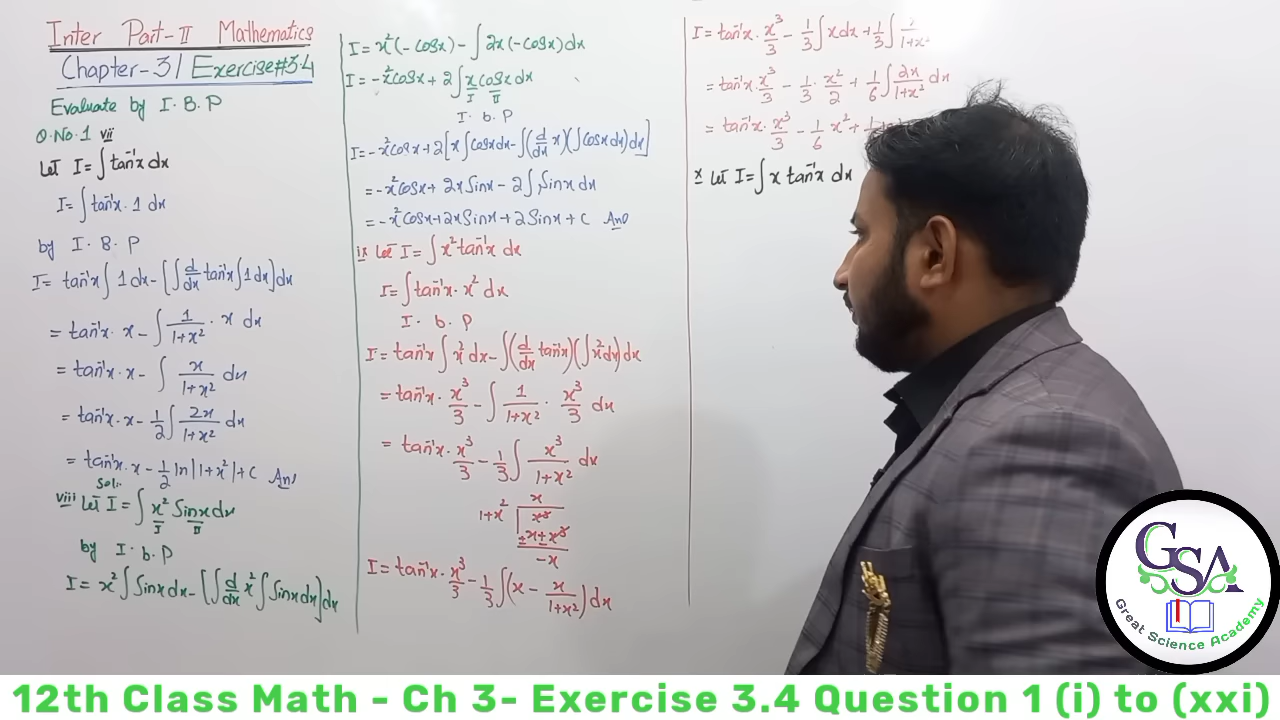 Inter Part-II Mathematics
Chapter-3/Exercise#3.4
Evaluate by I.B.P
Q.No.1 vii
Let I = ∫ tan⁻¹x dx
I = ∫ tan⁻¹x · 1 dx
by I. B. P
I = tan⁻¹x ∫ 1 dx - [∫ d/dx tan⁻¹x ∫ 1 dx] dx
= tan⁻¹x · x - ∫ 1/(1+x²) · x dx
= tan⁻¹x · x - ∫ x/(1+x²) dx
= tan⁻¹x · x - 1/2 ∫ 2x/(1+x²) dx
= tan⁻¹x · x - 1/2 ln|1+x²| + c Ans
Sol:
viii Let I = ∫ x² Sinx dx
I II
by I. b. P
I = x² ∫ Sinx dx - [∫ d/dx x² ∫ Sinx dx] dx
I = x²(-Cosx) - ∫ 2x(-Cosx) dx
I = -x²Cosx + 2 ∫ x Cosx dx
I II
I. b. P
I = -x²Cosx + 2[x ∫ Cosx dx - ∫ (d/dx x)(∫ Cosx dx) dx]
= -x²Cosx + 2x Sinx - 2 ∫ Sinx dx
= -x²Cosx + 2x Sinx + 2 Sinx + c Ans
ix Let I = ∫ x² tan⁻¹x dx
I = ∫ tan⁻¹x · x² dx
I. b. P
I = tan⁻¹x ∫ x² dx - ∫ (d/dx tan⁻¹x)(∫ x² dx) dx
= tan⁻¹x · x³/3 - ∫ 1/(1+x²) · x³/3 dx
= tan⁻¹x · x³/3 - 1/3 ∫ x³/(1+x²) dx
x
1+x² x³
±x±x³
-x
I = tan⁻¹x · x³/3 - 1/3 ∫ (x - x/(1+x²)) dx
I = tan⁻¹x · x³/3 - 1/3 ∫ x dx + 1/3 ∫ x/(1+x²
= tan⁻¹x · x³/3 - 1/3 · x²/2 + 1/6 ∫ 2x/(1+x²) dx
= tan⁻¹x · x³/3 - 1/6 x² +
x Let I = ∫ x tan⁻¹x dx
GSA
Great Science Academy
12th Class Math - Ch 3- Exercise 3.4 Question 1 (i) to (xxi)